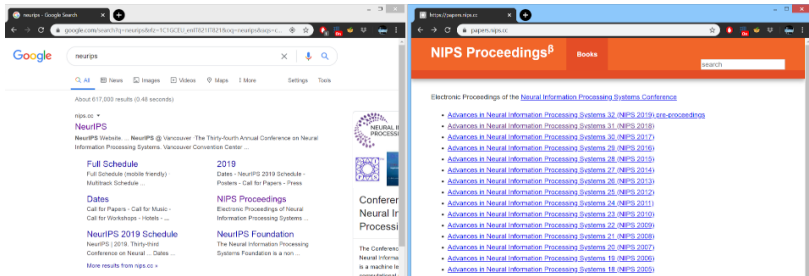 neurips - Google Search
google.com/search?
Google
neurips
All News Images Videos Maps More Settings Tools
About 617,000 results (0.48 seconds)
nips.cc
NeurIPS
NeurIPS Website. ... NeurIPS @ Vancouver · The Thirty-fourth Annual Conference on Neural
Information Processing Systems. Vancouver Convention Center ...
Full Schedule
Full Schedule (mobile friendly) -
Multitrack Schedule ...
2019
Dates - NeurIPS 2019 Schedule -
Posters - Call for Papers - Press
Dates
Call for Papers - Call for Music -
Call for Workshops - Hotels - ...
NIPS Proceedings
Electronic Proceedings of Neural
Information Processing Systems ...
NeurIPS 2019 Schedule
NeurIPS | 2019. Thirty-third
Conference on Neural ... Dates ...
NeurIPS Foundation
The Neural Information Processing
Systems Foundation is a non ...
More results from nips.cc »
NEURAL I
PROCESS
Conferen
Neural In
Processi
The Conferenc
Neural Informa
is a machine le
https://papers.nips.cc
papers.nips.cc
NIPS Proceedingsβ
Books
search
Electronic Proceedings of the Neural Information Processing Systems Conference
• Advances in Neural Information Processing Systems 32 (NIPS 2019) pre-proceedings
• Advances in Neural Information Processing Systems 31 (NIPS 2018)
• Advances in Neural Information Processing Systems 30 (NIPS 2017)
• Advances in Neural Information Processing Systems 29 (NIPS 2016)
• Advances in Neural Information Processing Systems 28 (NIPS 2015)
• Advances in Neural Information Processing Systems 27 (NIPS 2014)
• Advances in Neural Information Processing Systems 26 (NIPS 2013)
• Advances in Neural Information Processing Systems 25 (NIPS 2012)
• Advances in Neural Information Processing Systems 24 (NIPS 2011)
• Advances in Neural Information Processing Systems 23 (NIPS 2010)
• Advances in Neural Information Processing Systems 22 (NIPS 2009)
• Advances in Neural Information Processing Systems 21 (NIPS 2008)
• Advances in Neural Information Processing Systems 20 (NIPS 2007)
• Advances in Neural Information Processing Systems 19 (NIPS 2006)
• Advances in Neural Information Processing Systems 18 (NIPS 2005)